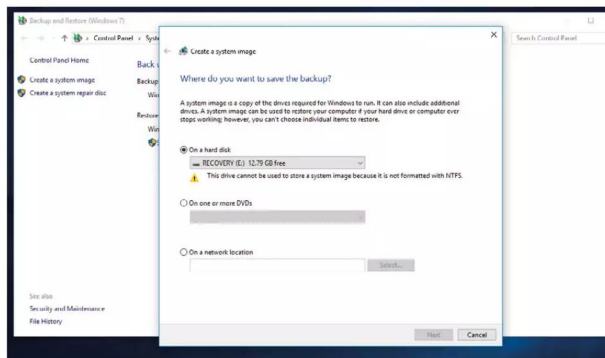 Backup and Restore (Windows 7)
Control Panel
Search Control Panel
Control Panel Home
Create a system image
Create a system repair disc
Back
Backup
Restore
See also
Security and Maintenance
File History
Create a system image
Where do you want to save the backup?
A system image is a copy of the drives required for Windows to run. It can also include additional
drives. A system image can be used to restore your computer if your hard drive or computer ever
stops working; however, you can't choose individual items to restore.
On a hard disk
RECOVERY (E:) 12.79 GB free
This drive cannot be used to store a system image because it is not formatted with NTFS.
On one or more DVDs
On a network location
Select...
Next
Cancel